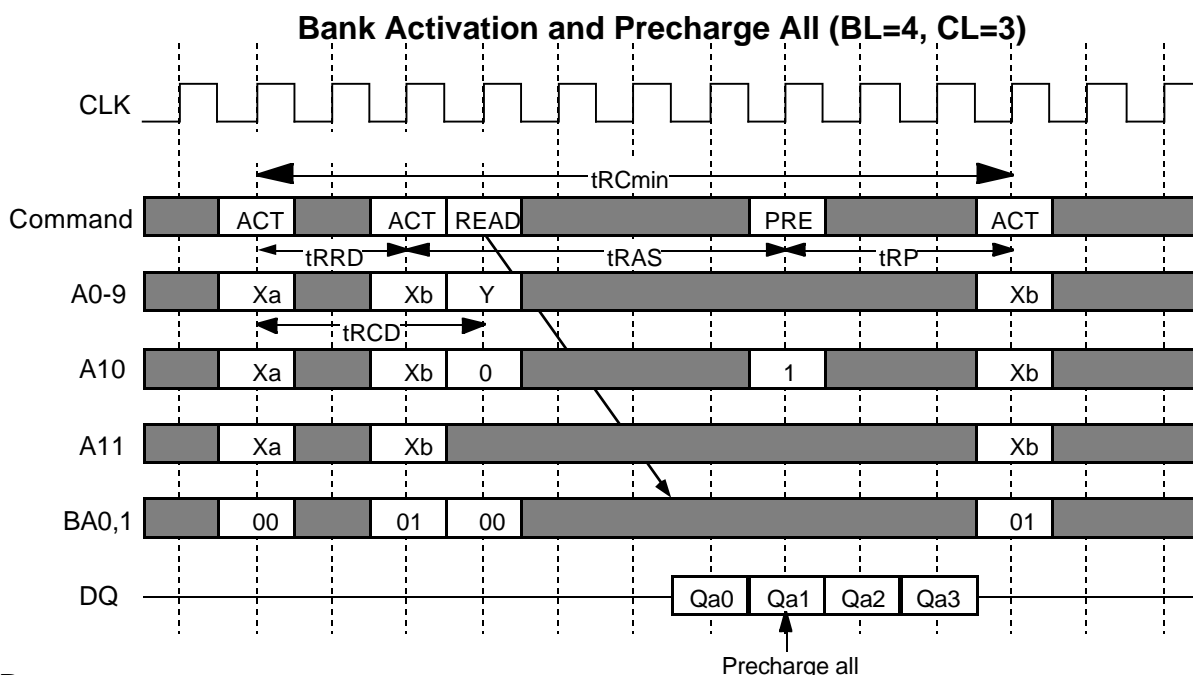 Bank Activation and Precharge All (BL=4, CL=3)
CLK
tRCmin
Command ACT ACT READ PRE ACT
tRRD tRAS tRP
A0-9 Xa Xb Y Xb
tRCD
A10 Xa Xb 0 1 Xb
A11 Xa Xb Xb
BA0,1 00 01 00 01
DQ Qa0 Qa1 Qa2 Qa3
Precharge all